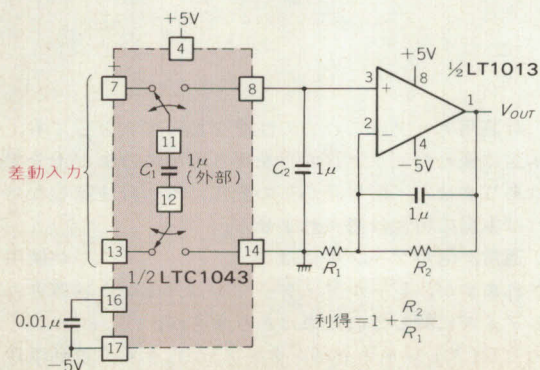 +5V
4
+
7
8
11
C₁
1μ
(外部)
12
差動入力
−
13
14
1/2 LTC1043
16
0.01μ
17
−5V
C₂
1μ
+5V
½LT1013
3
+
8
1
V_OUT
2
−
4
−5V
1μ
R₁
R₂
利得=1+R₂/R₁